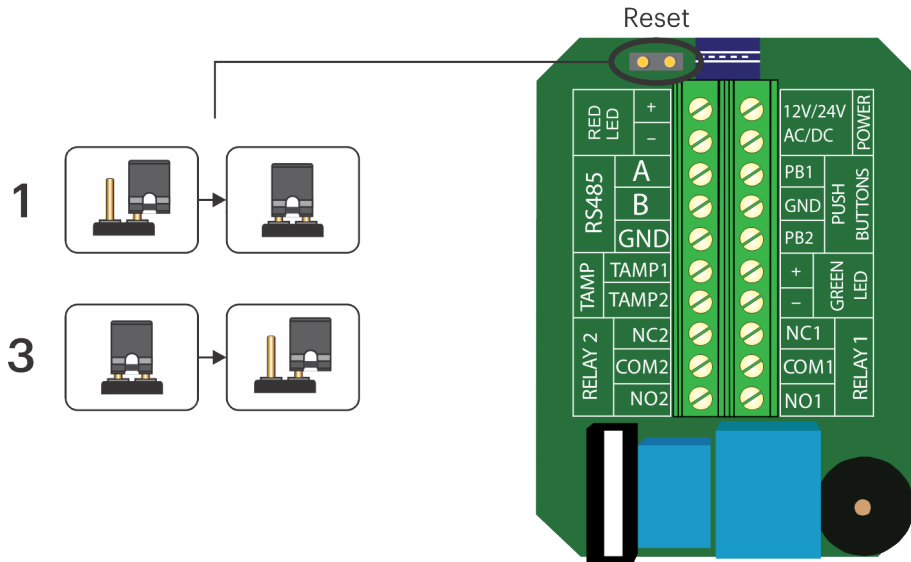 Reset
1
3
RED
LED
+
−
RS485
A
B
GND
TAMP
TAMP1
TAMP2
RELAY 2
NC2
COM2
NO2
12V/24V
AC/DC
POWER
PB1
GND
PB2
PUSH
BUTTONS
+
−
GREEN
LED
NC1
COM1
NO1
RELAY 1